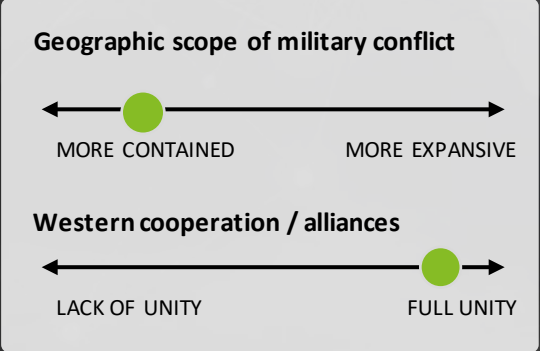 Geographic scope of military conflict
MORE CONTAINED MORE EXPANSIVE
Western cooperation / alliances
LACK OF UNITY FULL UNITY